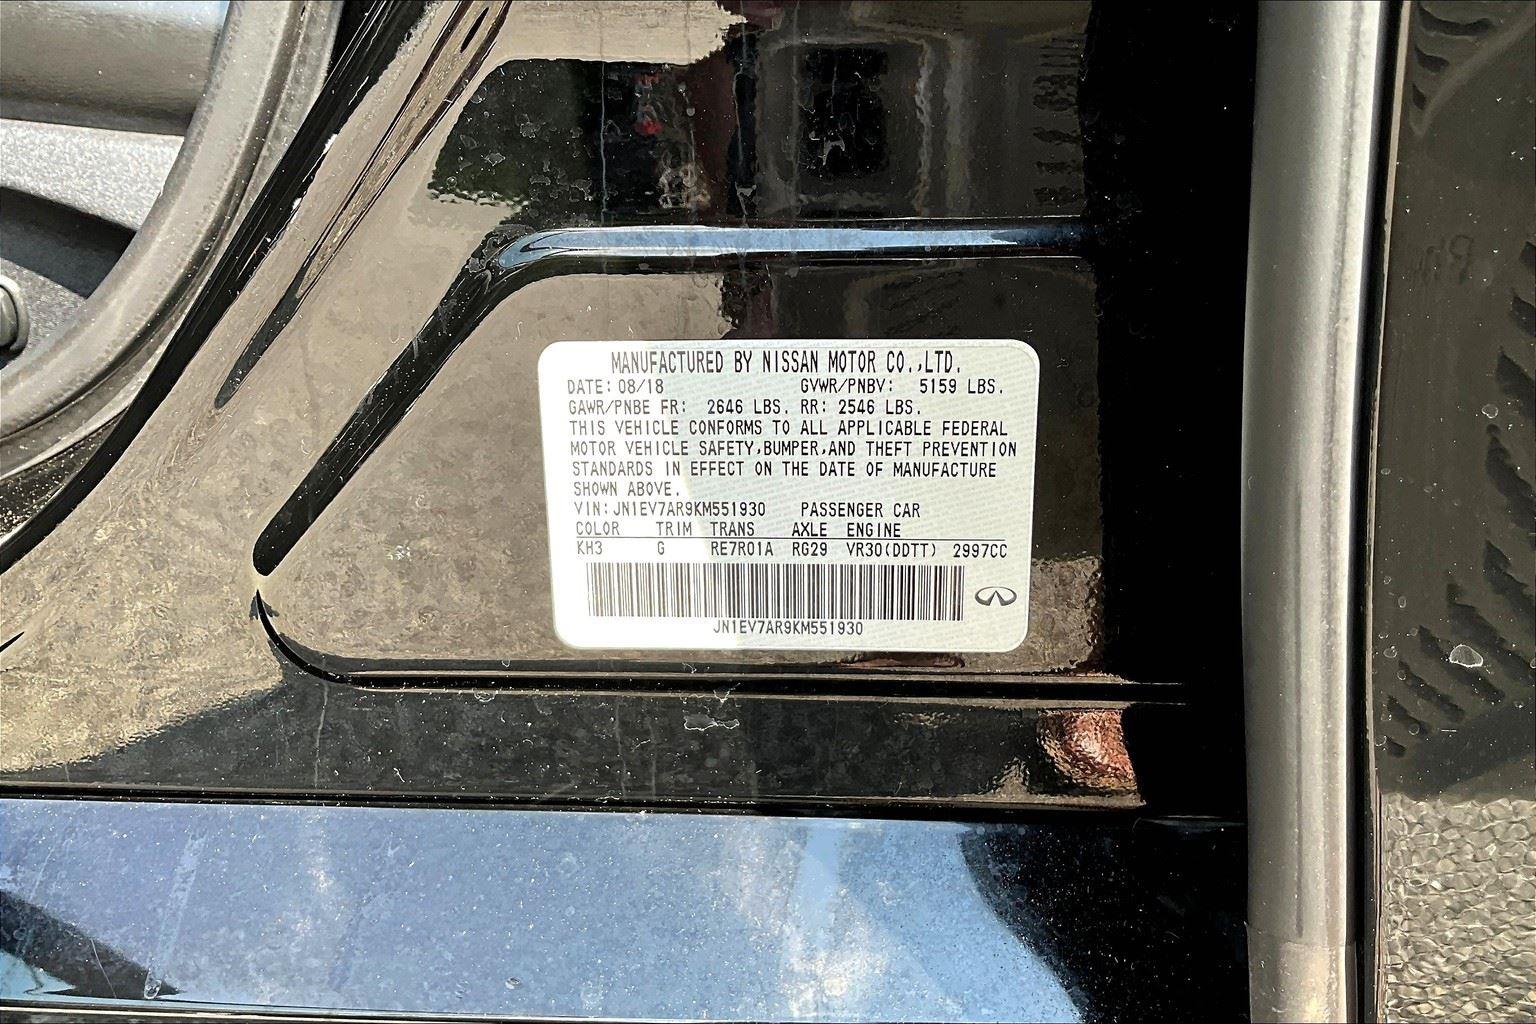 MANUFACTURED BY NISSAN MOTOR CO.,LTD.
DATE: 08/18 GVWR/PNBV: 5159 LBS.
GAWR/PNBE FR: 2646 LBS. RR: 2546 LBS.
THIS VEHICLE CONFORMS TO ALL APPLICABLE FEDERAL
MOTOR VEHICLE SAFETY,BUMPER,AND THEFT PREVENTION
STANDARDS IN EFFECT ON THE DATE OF MANUFACTURE
SHOWN ABOVE.
VIN: JN1EV7AR9KM551930 PASSENGER CAR
COLOR TRIM TRANS AXLE ENGINE
KH3 G RE7R01A RG29 VR30(DDTT) 2997CC
JN1EV7AR9KM551930